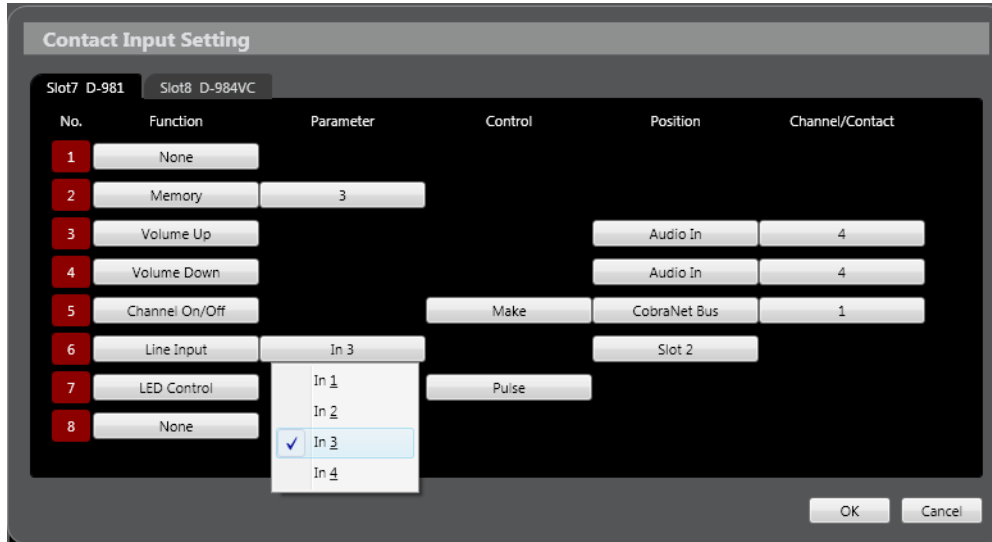 Contact Input Setting
Slot7 D-981 Slot8 D-984VC
No. Function Parameter Control Position Channel/Contact
1 None
2 Memory 3
3 Volume Up Audio In 4
4 Volume Down Audio In 4
5 Channel On/Off Make CobraNet Bus 1
6 Line Input In 3 Slot 2
7 LED Control In 1 Pulse
In 2
8 None In 3
In 4
OK Cancel